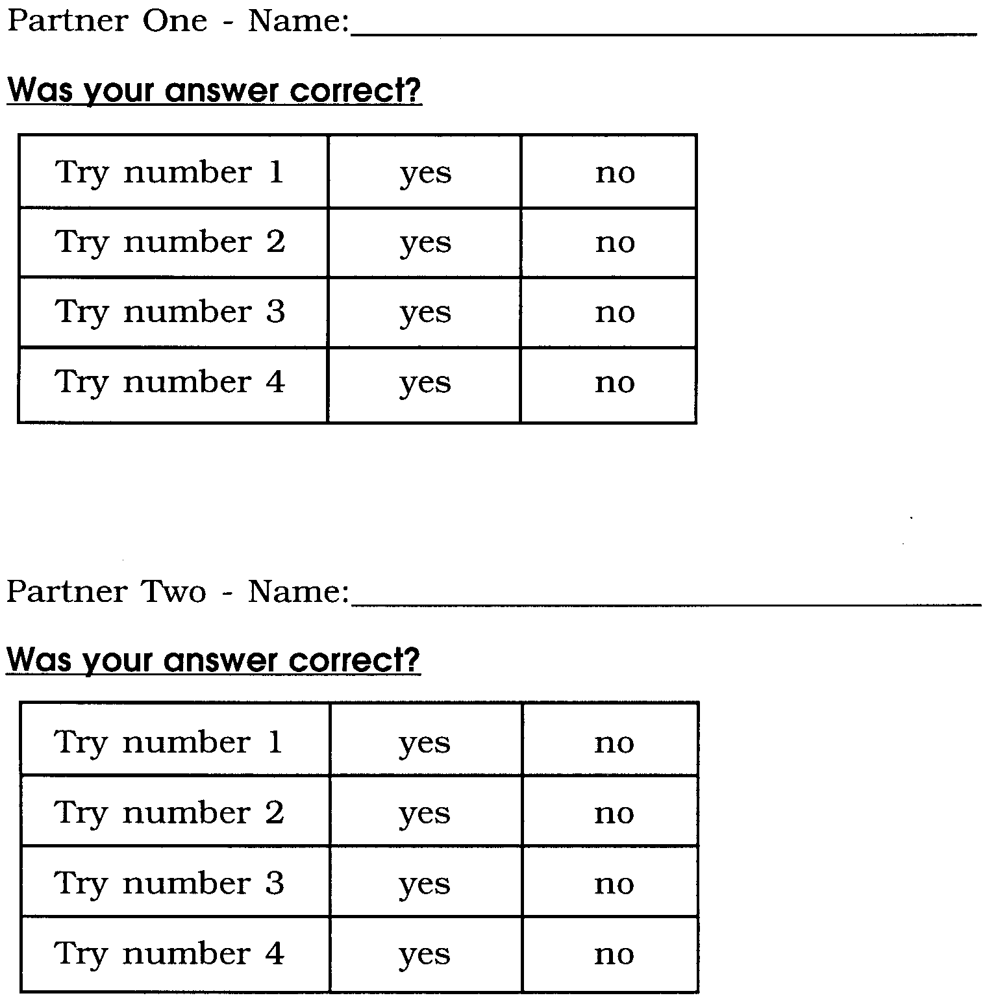 Partner One - Name:
Was your answer correct?
Try number 1 yes no
Try number 2 yes no
Try number 3 yes no
Try number 4 yes no
Partner Two - Name:
Was your answer correct?
Try number 1 yes no
Try number 2 yes no
Try number 3 yes no
Try number 4 yes no